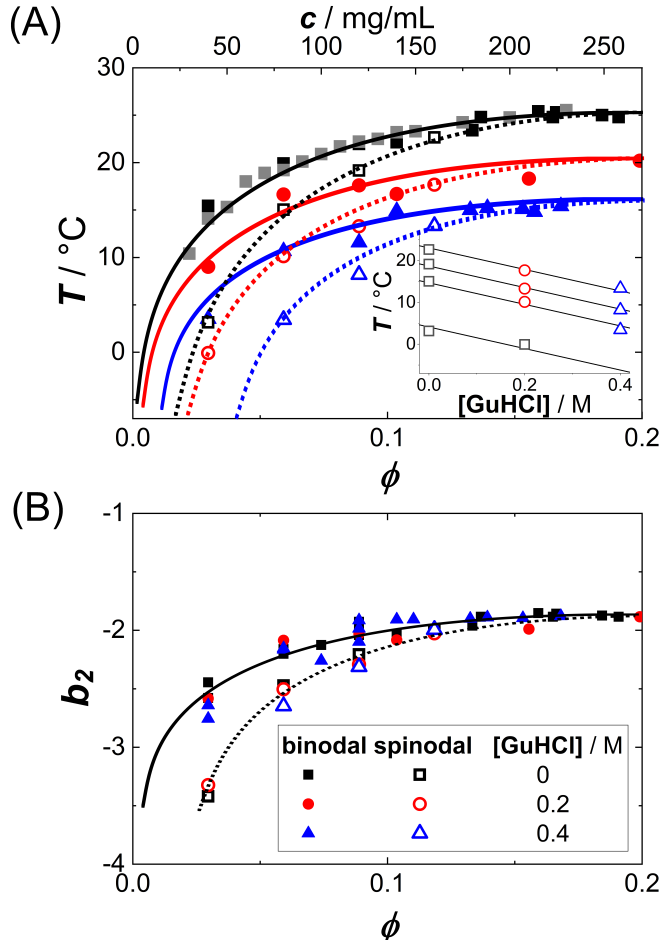 (A)
c / mg/mL
0 50 100 150 200 250
30
20
10
0
T / °C
0.0 0.1 0.2
ϕ
T / °C
20
10
0
0.0 0.2 0.4
[GuHCl] / M
(B)
-1
-2
-3
-4
b2
binodal spinodal [GuHCl] / M
0
0.2
0.4
0.0 0.1 0.2
ϕ